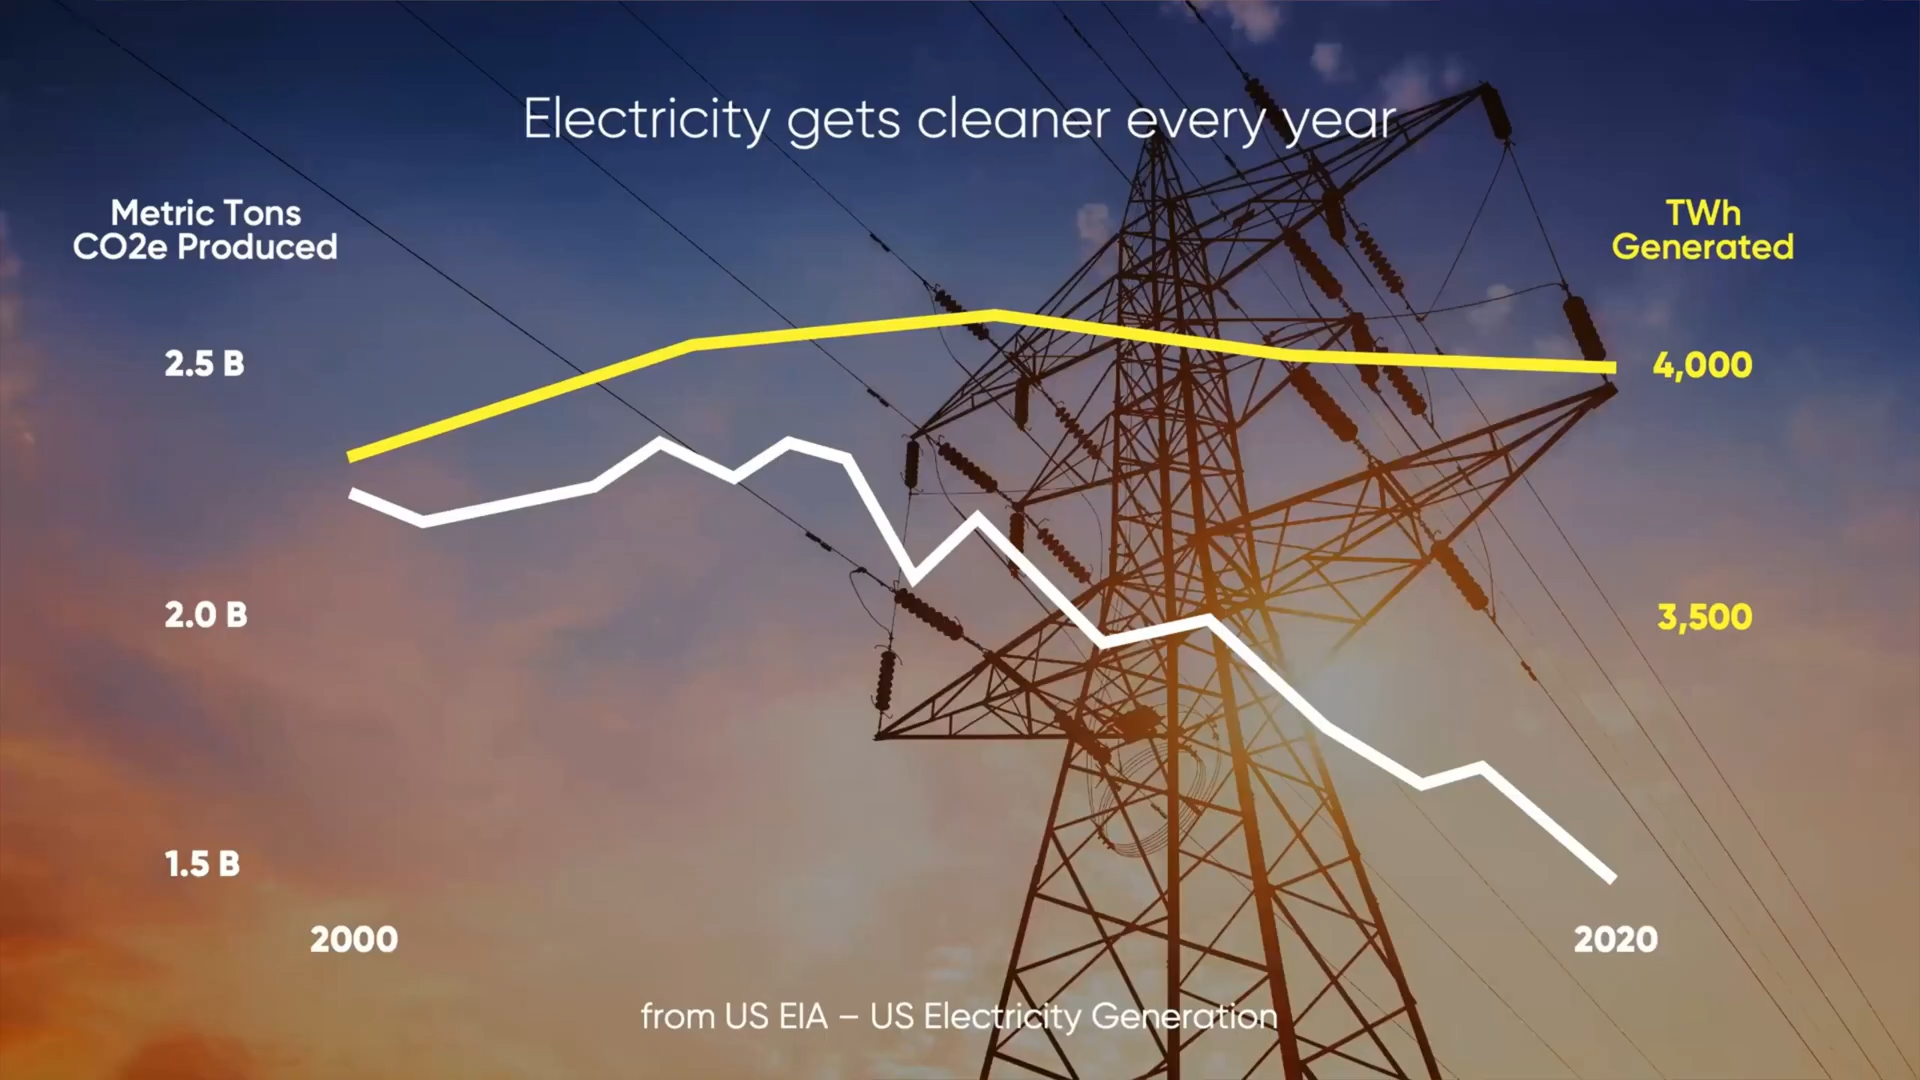 Electricity gets cleaner every year
Metric Tons
CO2e Produced
TWh
Generated
2.5 B
4,000
2.0 B
3,500
1.5 B
2000
2020
from US EIA – US Electricity Generation